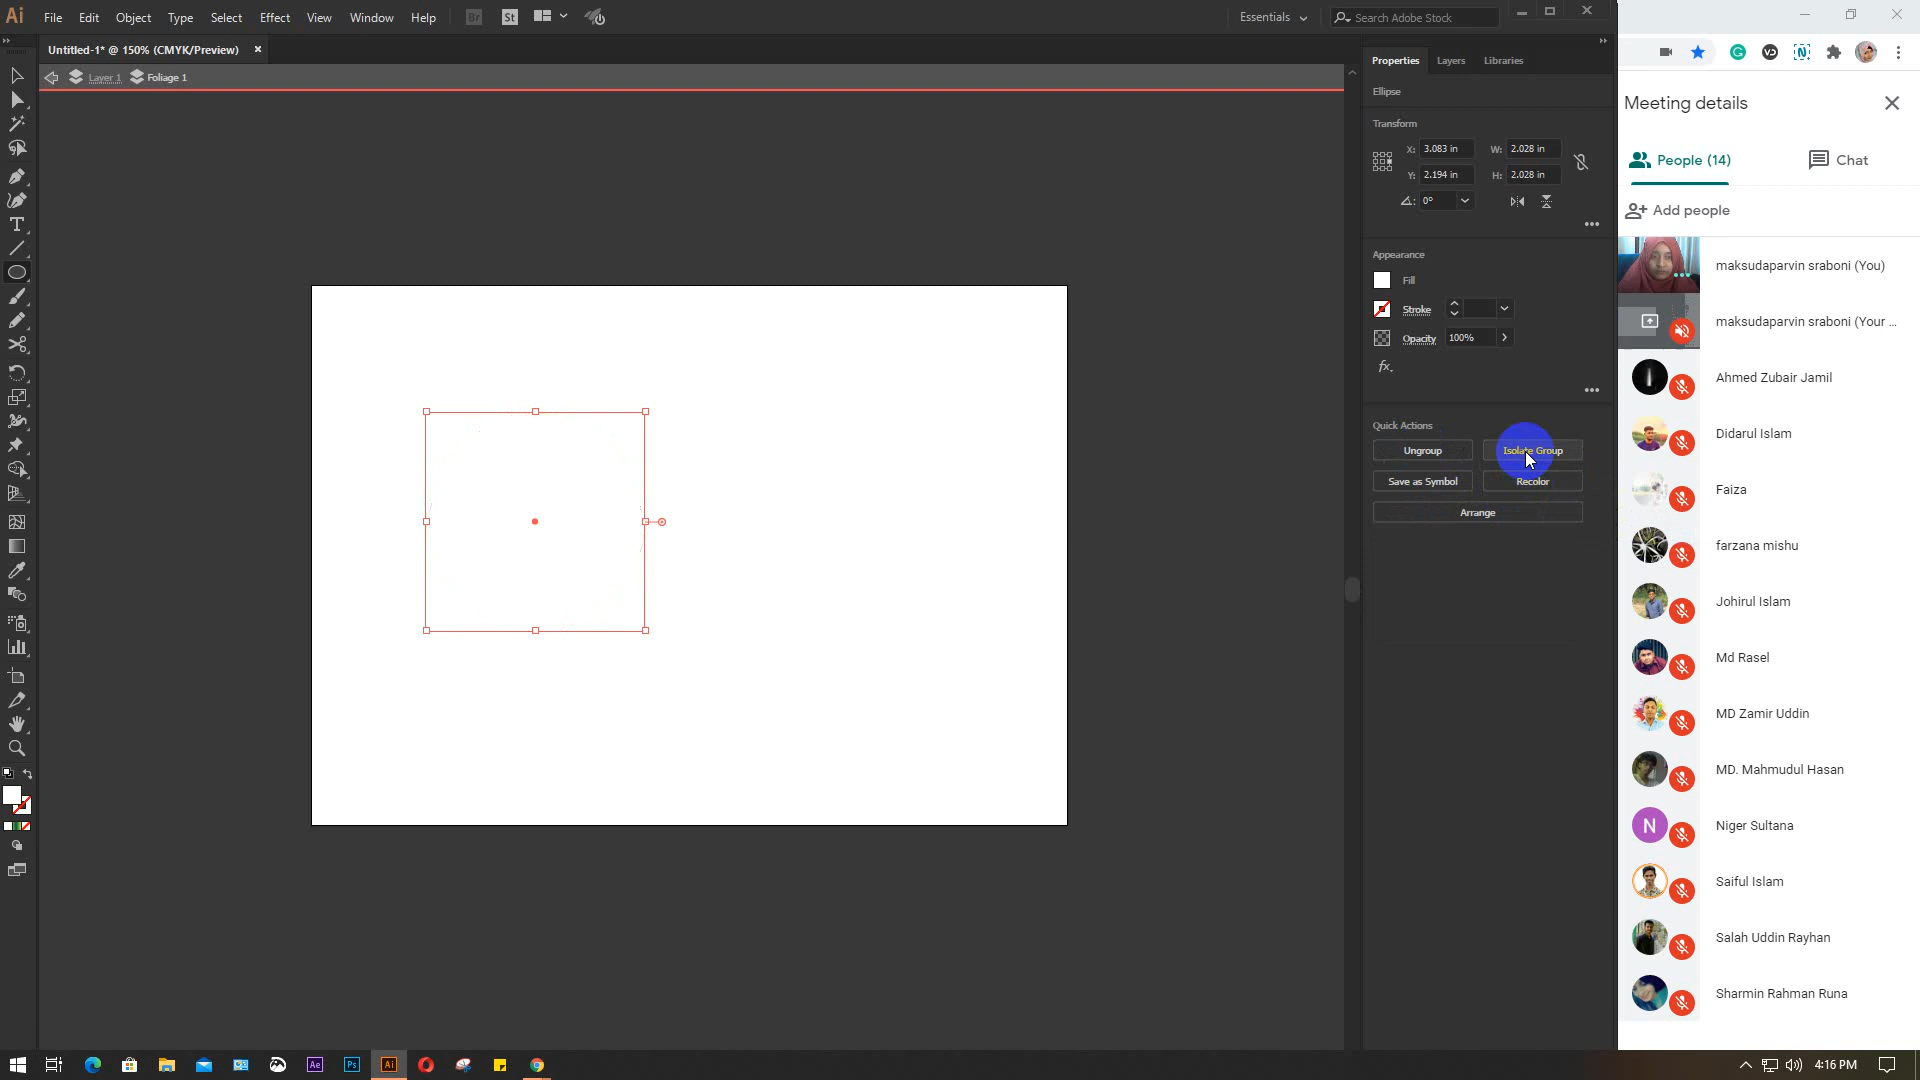 Ai File Edit Object Type Select Effect View Window Help Br St Essentials Search Adobe Stock
Untitled-1* @ 150% (CMYK/Preview) ×
Layer 1 Foliage 1
Properties Layers Libraries
Ellipse
Transform
X: 3.083 in W: 2.028 in
Y: 2.194 in H: 2.028 in
0°
Appearance
Fill
Stroke
Opacity 100%
fx.
Quick Actions
Ungroup Isolate Group
Save as Symbol Recolor
Arrange
Meeting details
People (14) Chat
Add people
maksudaparvin sraboni (You)
maksudaparvin sraboni (Your ...
Ahmed Zubair Jamil
Didarul Islam
Faiza
farzana mishu
Johirul Islam
Md Rasel
MD Zamir Uddin
MD. Mahmudul Hasan
N Niger Sultana
Saiful Islam
Salah Uddin Rayhan
Sharmin Rahman Runa
Ae Ps Ai 4:16 PM